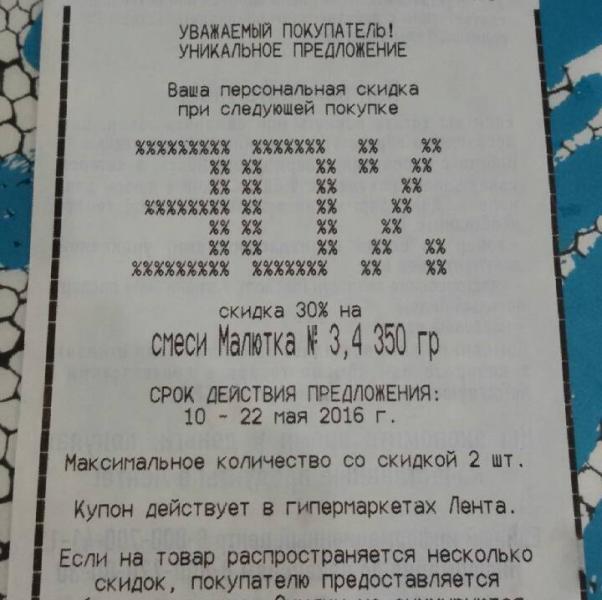 УВАЖАЕМЫЙ ПОКУПАТЕЛЬ!
УНИКАЛЬНОЕ ПРЕДЛОЖЕНИЕ
Ваша персональная скидка
при следующей покупке
30%
скидка 30% на
смеси Малютка № 3,4 350 гр
СРОК ДЕЙСТВИЯ ПРЕДЛОЖЕНИЯ:
10 - 22 мая 2016 г.
Максимальное количество со скидкой 2 шт.
Купон действует в гипермаркетах Лента.
Если на товар распространяется несколько
скидок, покупателю предоставляется